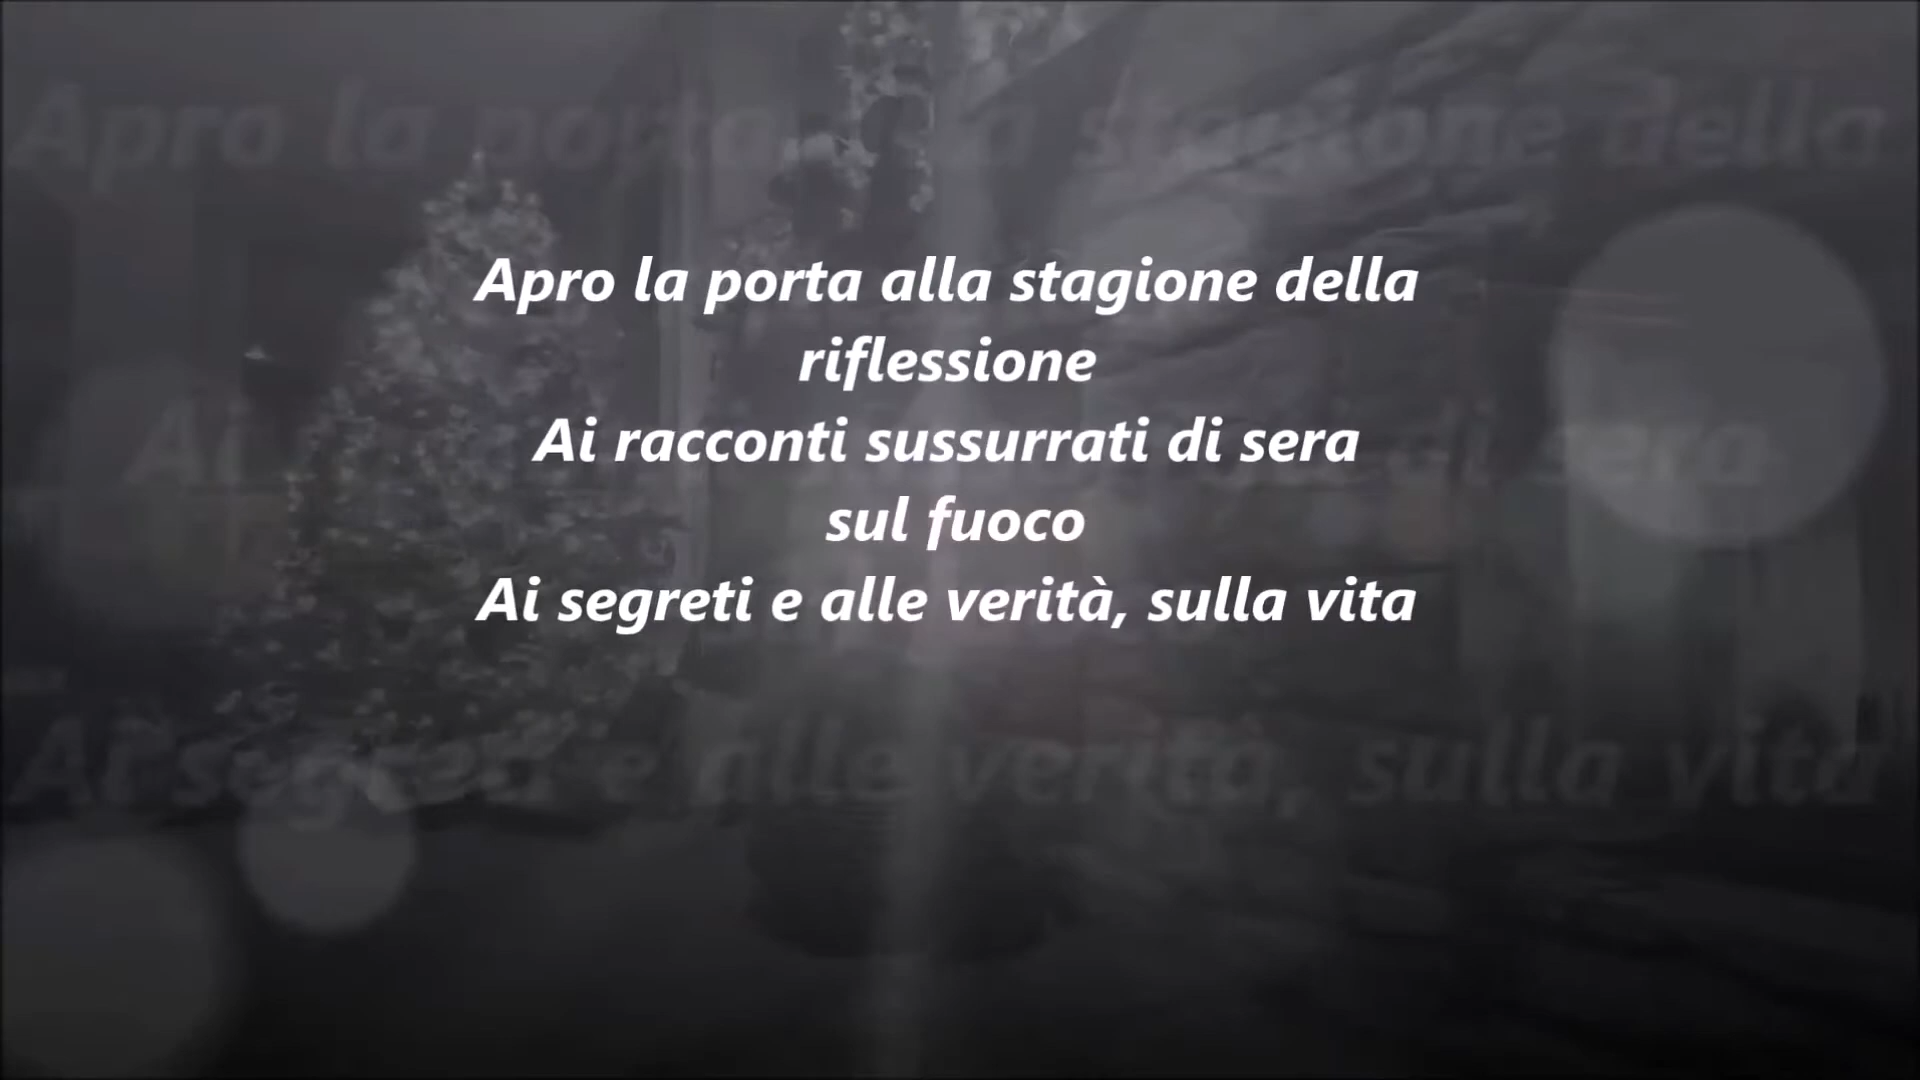 Apro la porta alla stagione della
riflessione
Ai racconti sussurrati di sera
sul fuoco
Ai segreti e alle verità, sulla vita